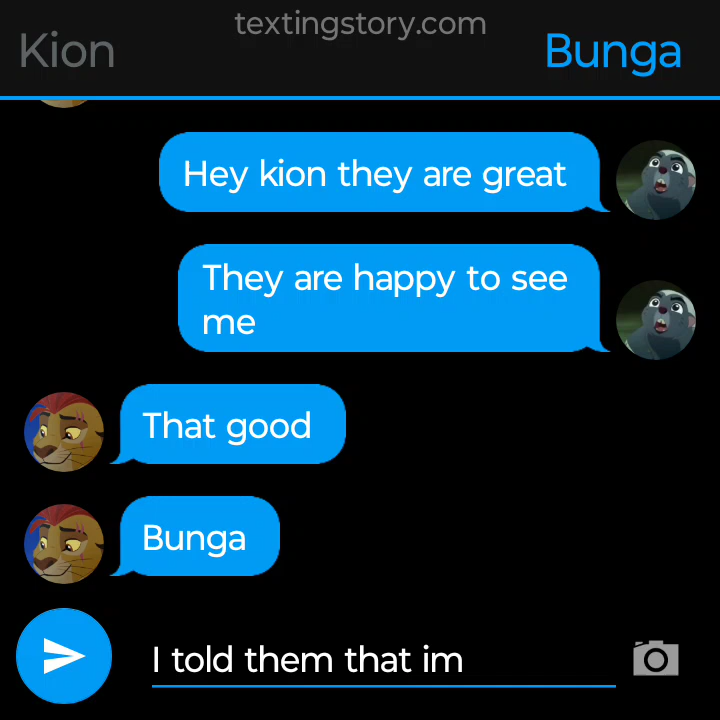 textingstory.com
Kion
Bunga
Hey kion they are great
They are happy to see
me
That good
Bunga
I told them that im